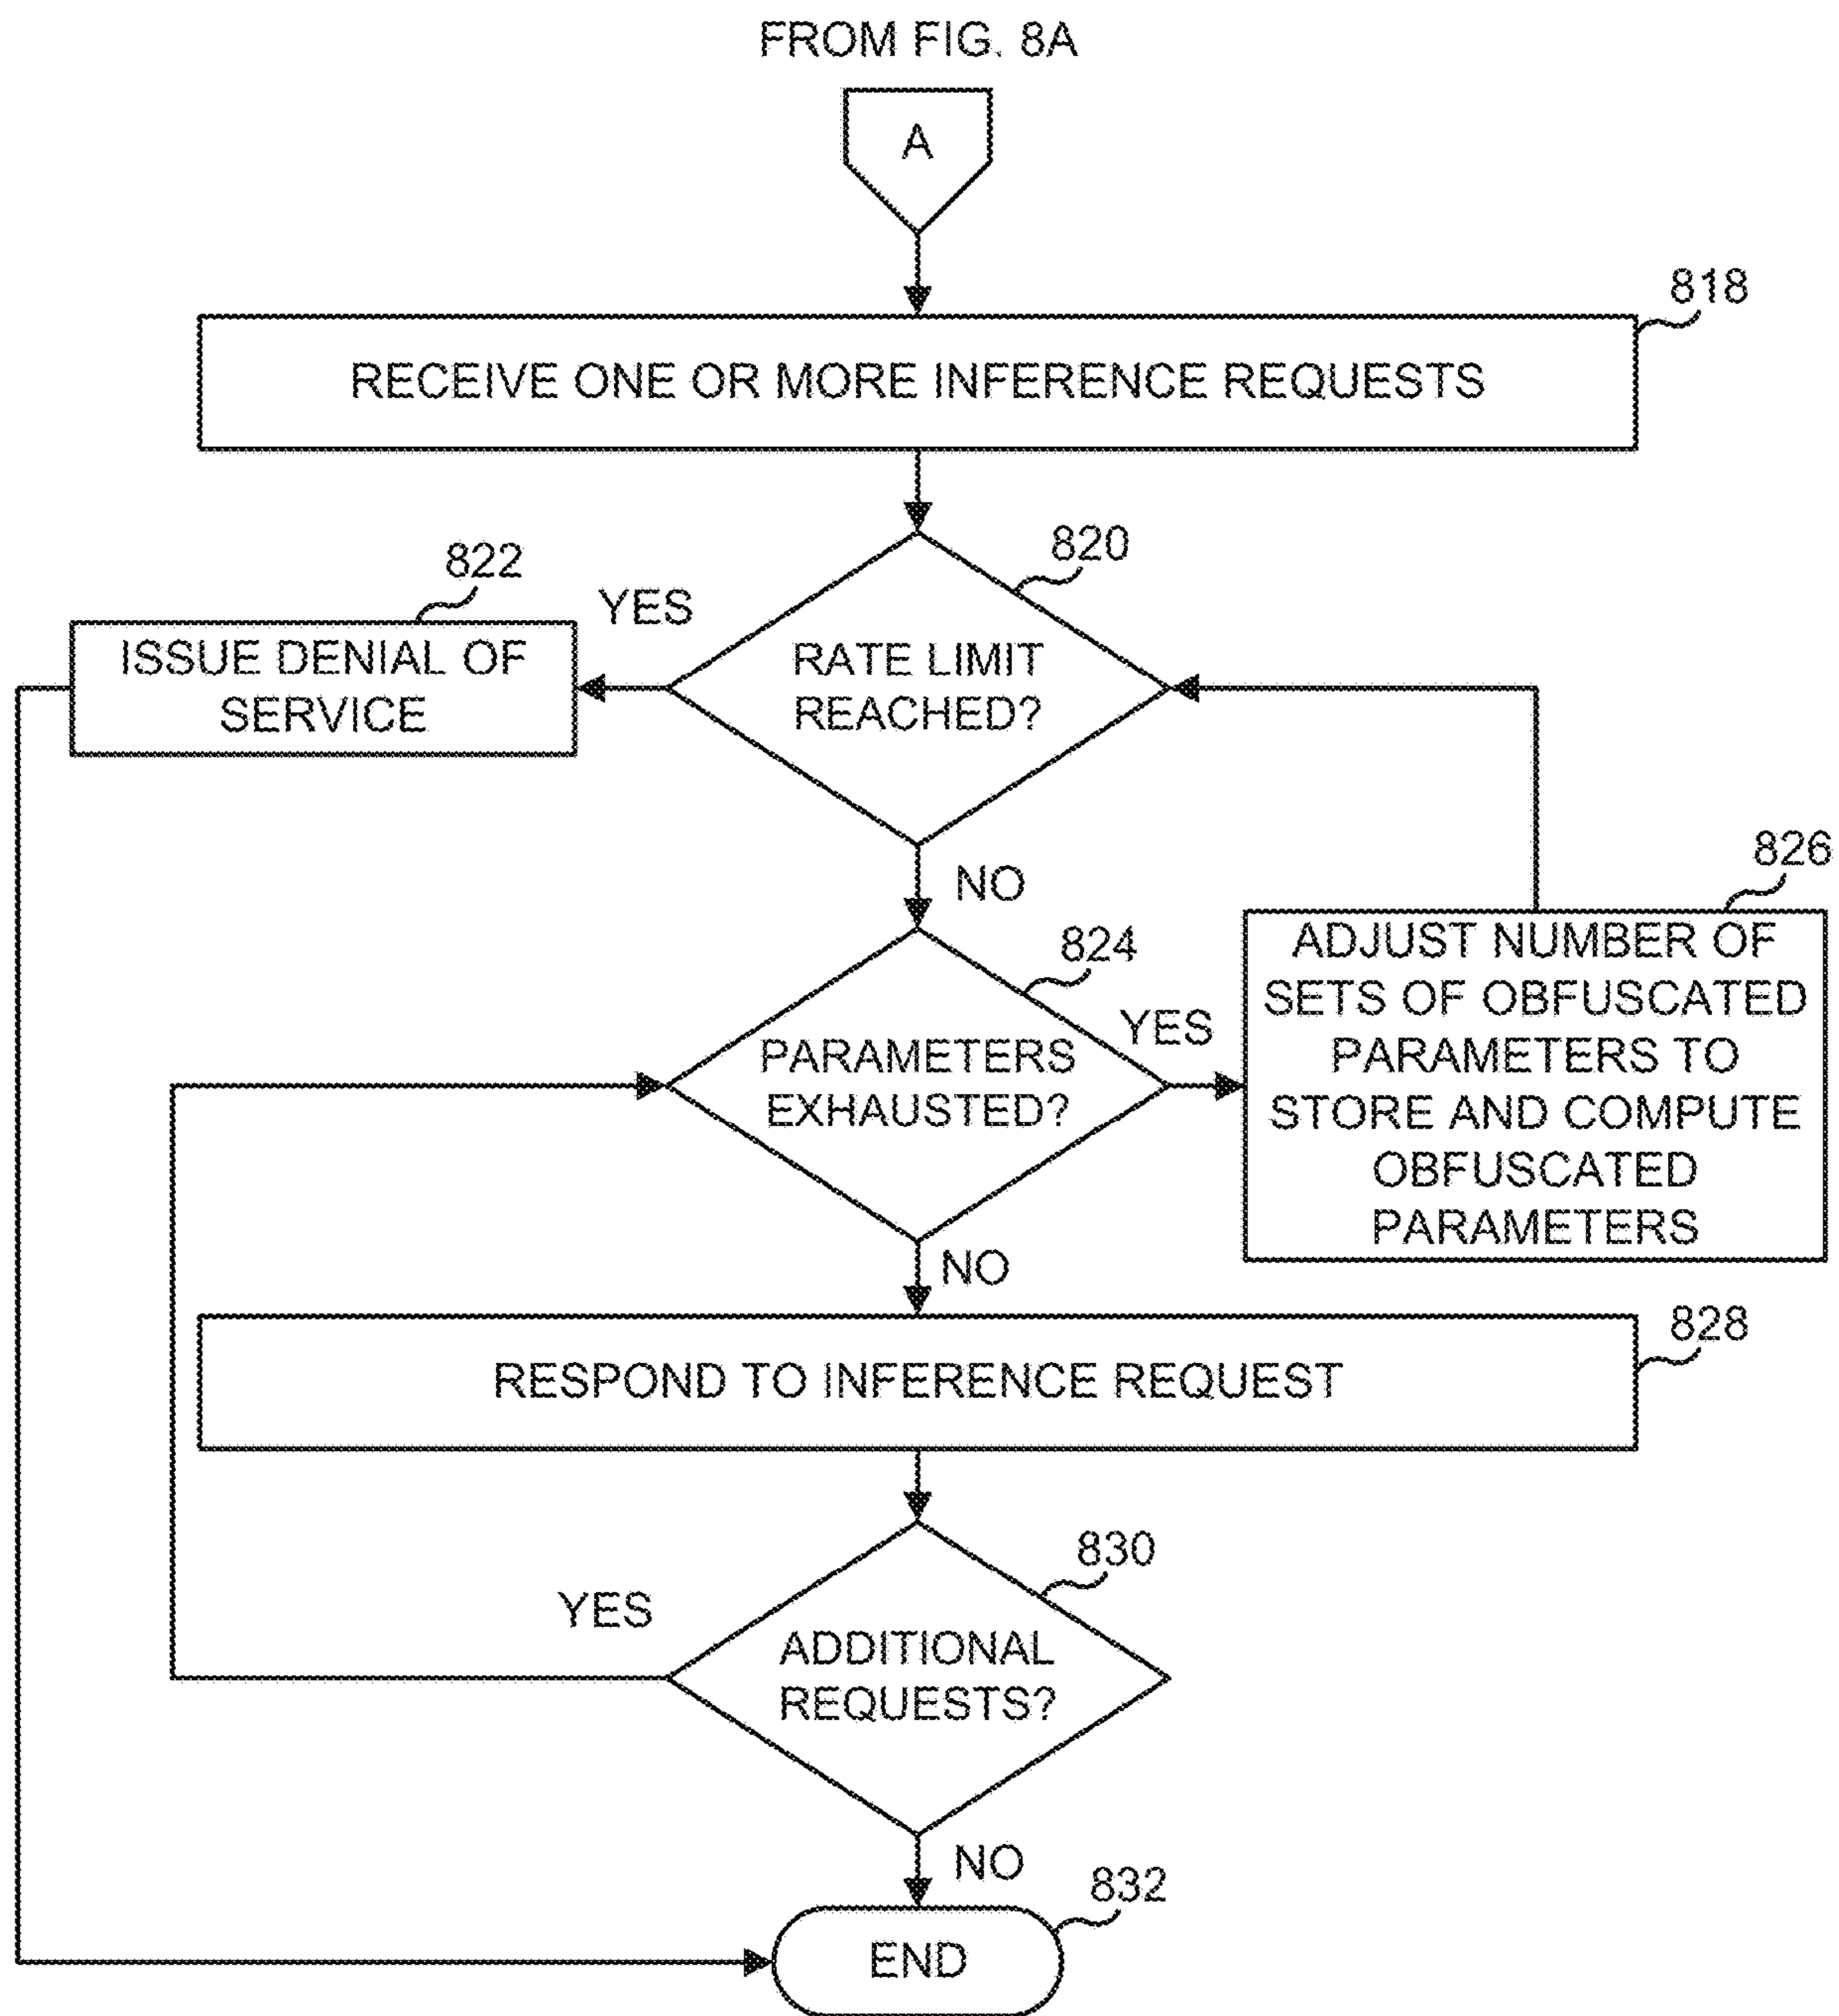 FROM FIG. 8A
A
818
RECEIVE ONE OR MORE INFERENCE REQUESTS
820
822
YES
ISSUE DENIAL OF
SERVICE
RATE LIMIT
REACHED?
NO
826
824
YES
ADJUST NUMBER OF
SETS OF OBFUSCATED
PARAMETERS TO
STORE AND COMPUTE
OBFUSCATED
PARAMETERS
PARAMETERS
EXHAUSTED?
NO
828
RESPOND TO INFERENCE REQUEST
830
YES
ADDITIONAL
REQUESTS?
NO
832
END